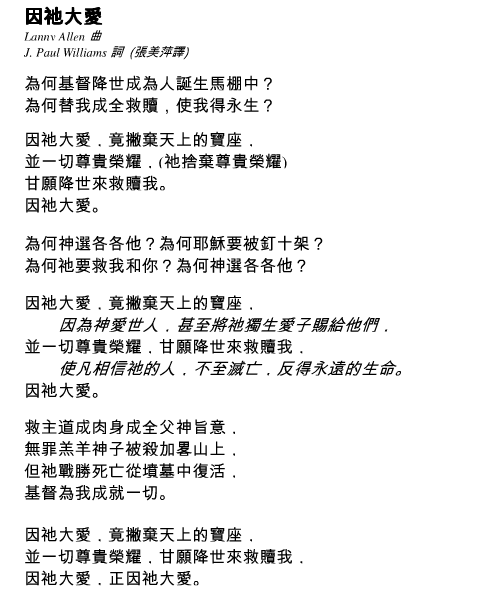 因祂大愛
Lanny Allen 曲
J. Paul Williams 詞 (張美萍譯)
為何基督降世成為人誕生馬棚中？
為何替我成全救贖，使我得永生？
因祂大愛，竟撇棄天上的寶座，
並一切尊貴榮耀，(祂捨棄尊貴榮耀)
甘願降世來救贖我。
因祂大愛。
為何神選各各他？為何耶穌要被釘十架？
為何祂要救我和你？為何神選各各他？
因祂大愛，竟撇棄天上的寶座，
因為神愛世人，甚至將祂獨生愛子賜給他們，
並一切尊貴榮耀，甘願降世來救贖我，
使凡相信祂的人，不至滅亡，反得永遠的生命。
因祂大愛。
救主道成肉身成全父神旨意，
無罪羔羊神子被殺加畧山上，
但祂戰勝死亡從墳墓中復活，
基督為我成就一切。
因祂大愛，竟撇棄天上的寶座，
並一切尊貴榮耀，甘願降世來救贖我，
因祂大愛，正因祂大愛。